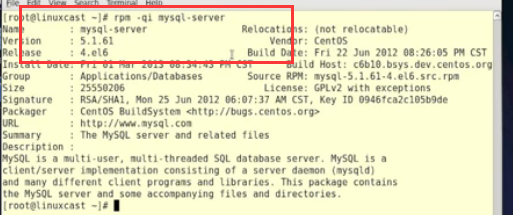 File Edit View Search Terminal Help
[root@linuxcast ~]# rpm -qi mysql-server
Name : mysql-server Relocations: (not relocatable)
Version : 5.1.61 Vendor: CentOS
Release : 4.el6 Build Date: Fri 22 Jun 2012 08:26:05 PM CST
Install Date: Fri 01 Mar 2013 08:34:43 PM CST Build Host: c6b10.bsys.dev.centos.org
Group : Applications/Databases Source RPM: mysql-5.1.61-4.el6.src.rpm
Size : 25550206 License: GPLv2 with exceptions
Signature : RSA/SHA1, Mon 25 Jun 2012 06:07:37 AM CST, Key ID 0946fca2c105b9de
Packager : CentOS BuildSystem <http://bugs.centos.org>
URL : http://www.mysql.com
Summary : The MySQL server and related files
Description :
MySQL is a multi-user, multi-threaded SQL database server. MySQL is a
client/server implementation consisting of a server daemon (mysqld)
and many different client programs and libraries. This package contains
the MySQL server and some accompanying files and directories.
[root@linuxcast ~]#